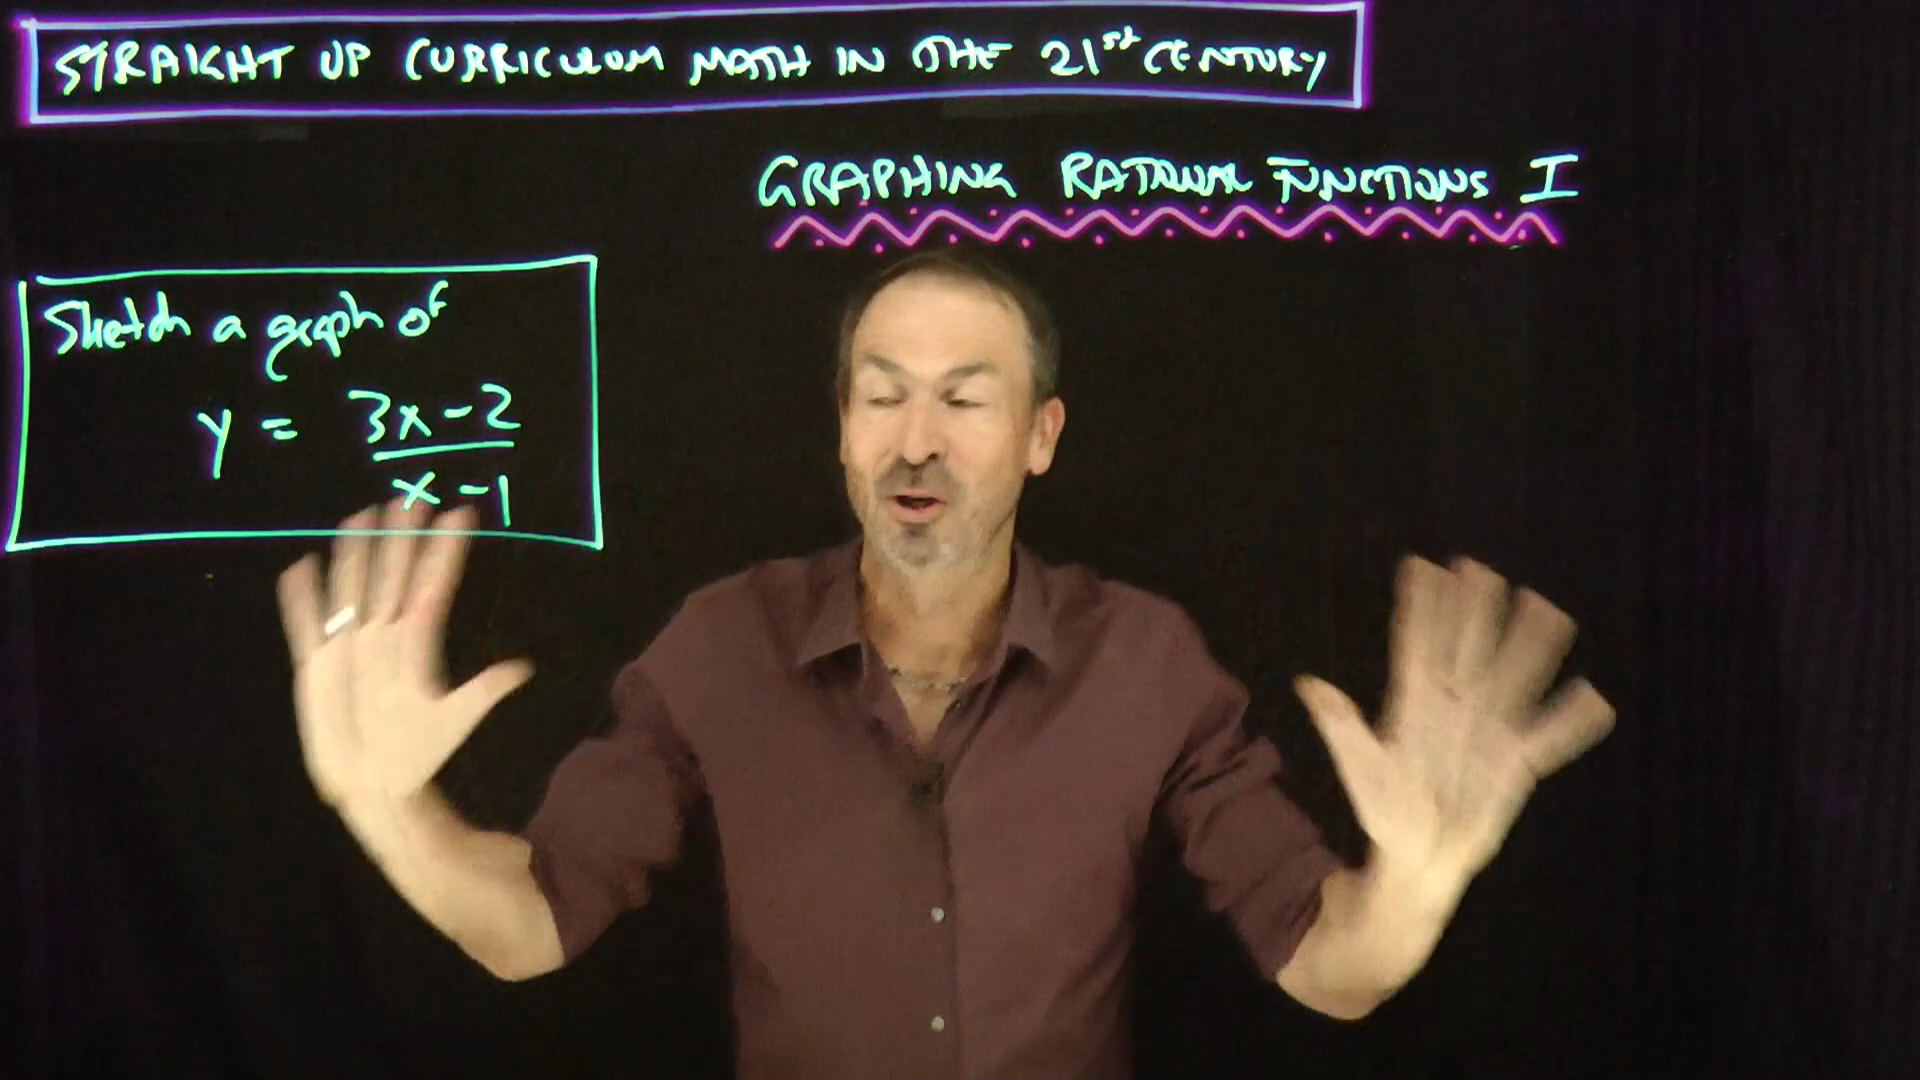 STRAIGHT UP CURRICULUM MATH IN THE 21st CENTURY
GRAPHING RATIONAL FUNCTIONS I
Sketch a graph of
y = 3x-2
x-1